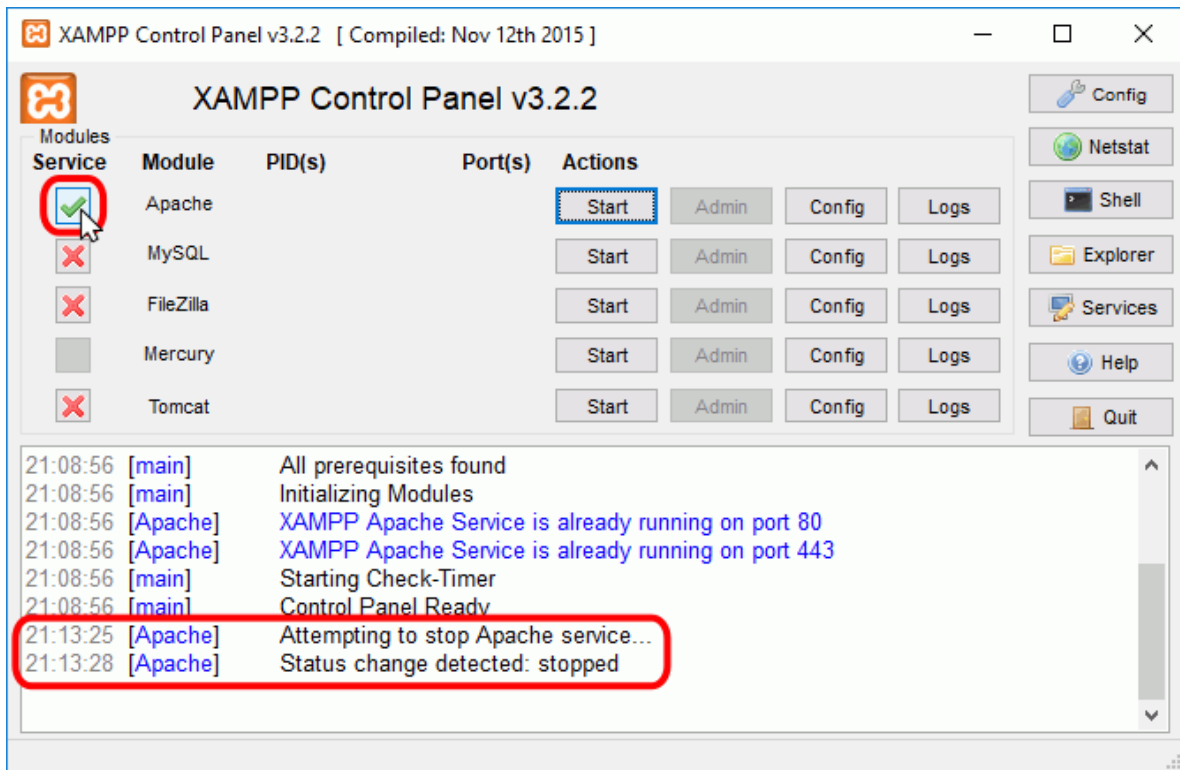 XAMPP Control Panel v3.2.2 [ Compiled: Nov 12th 2015 ]
XAMPP Control Panel v3.2.2
Config
Modules
Service Module PID(s) Port(s) Actions
Netstat
Apache Start Admin Config Logs
Shell
MySQL Start Admin Config Logs
Explorer
FileZilla Start Admin Config Logs
Services
Mercury Start Admin Config Logs
Help
Tomcat Start Admin Config Logs
Quit
21:08:56 [main] All prerequisites found
21:08:56 [main] Initializing Modules
21:08:56 [Apache] XAMPP Apache Service is already running on port 80
21:08:56 [Apache] XAMPP Apache Service is already running on port 443
21:08:56 [main] Starting Check-Timer
21:08:56 [main] Control Panel Ready
21:13:25 [Apache] Attempting to stop Apache service...
21:13:28 [Apache] Status change detected: stopped